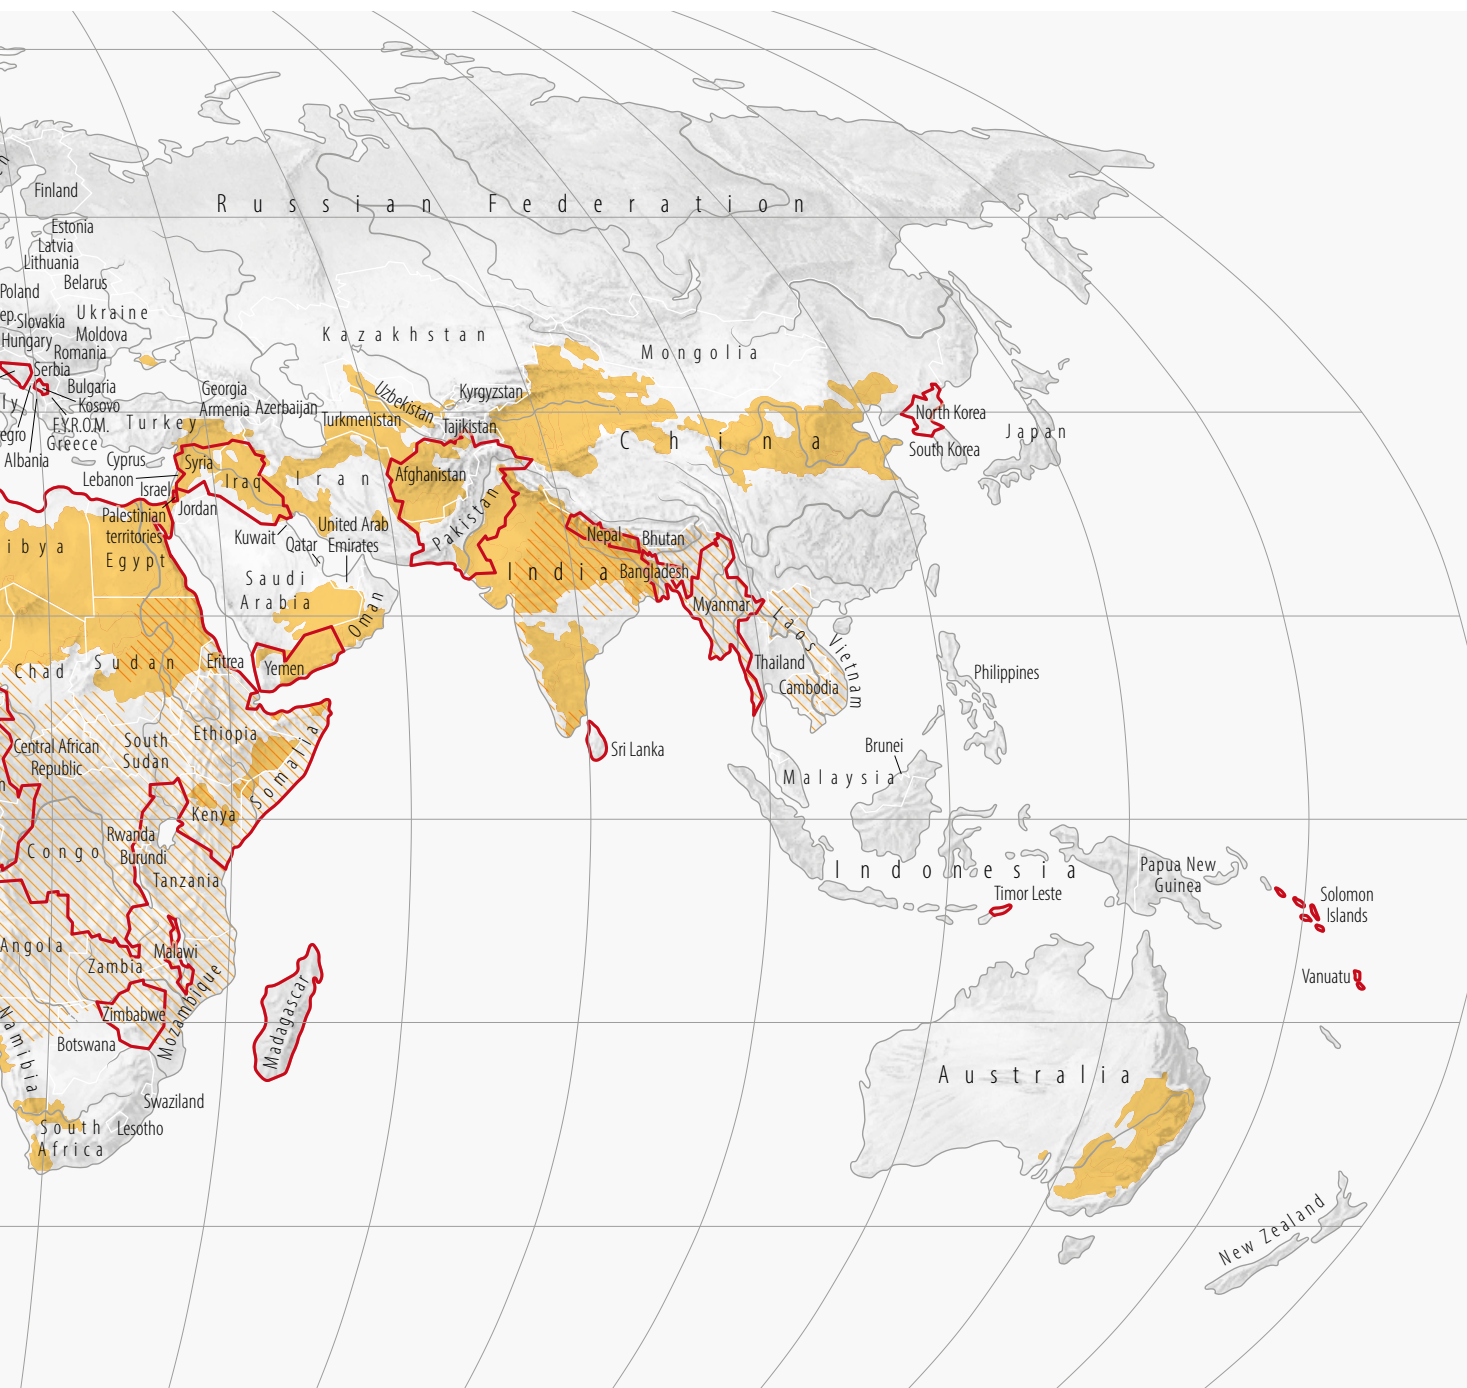 Finland
Russian Federation
Estonia
Latvia
Lithuania
Belarus
Poland
ep.
Slovakia
Ukraine
Hungary
Moldova
Romania
Serbia
Bulgaria
Kosovo
F.Y.R.O.M.
ly
egro
Albania
Greece
Kazakhstan
Mongolia
Georgia
Armenia
Azerbaijan
Turkey
Uzbekistan
Kyrgyzstan
Turkmenistan
Tajikistan
China
North Korea
South Korea
Japan
Cyprus
Lebanon
Israel
Syria
Iraq
Iran
Afghanistan
Pakistan
Palestinian
territories
Jordan
Kuwait
Qatar
United Arab
Emirates
ibya
Egypt
Saudi
Arabia
Oman
India
Nepal
Bhutan
Bangladesh
Myanmar
Laos
Vietnam
Thailand
Cambodia
Philippines
Chad
Sudan
Eritrea
Yemen
Central African
Republic
South
Sudan
Ethiopia
Somalia
Sri Lanka
Brunei
Malaysia
n
Kenya
Rwanda
Burundi
Congo
Tanzania
Indonesia
Timor Leste
Papua New
Guinea
Solomon
Islands
Vanuatu
Angola
Zambia
Malawi
Mozambique
Zimbabwe
Madagascar
Namibia
Botswana
Swaziland
South
Africa
Lesotho
Australia
New Zealand